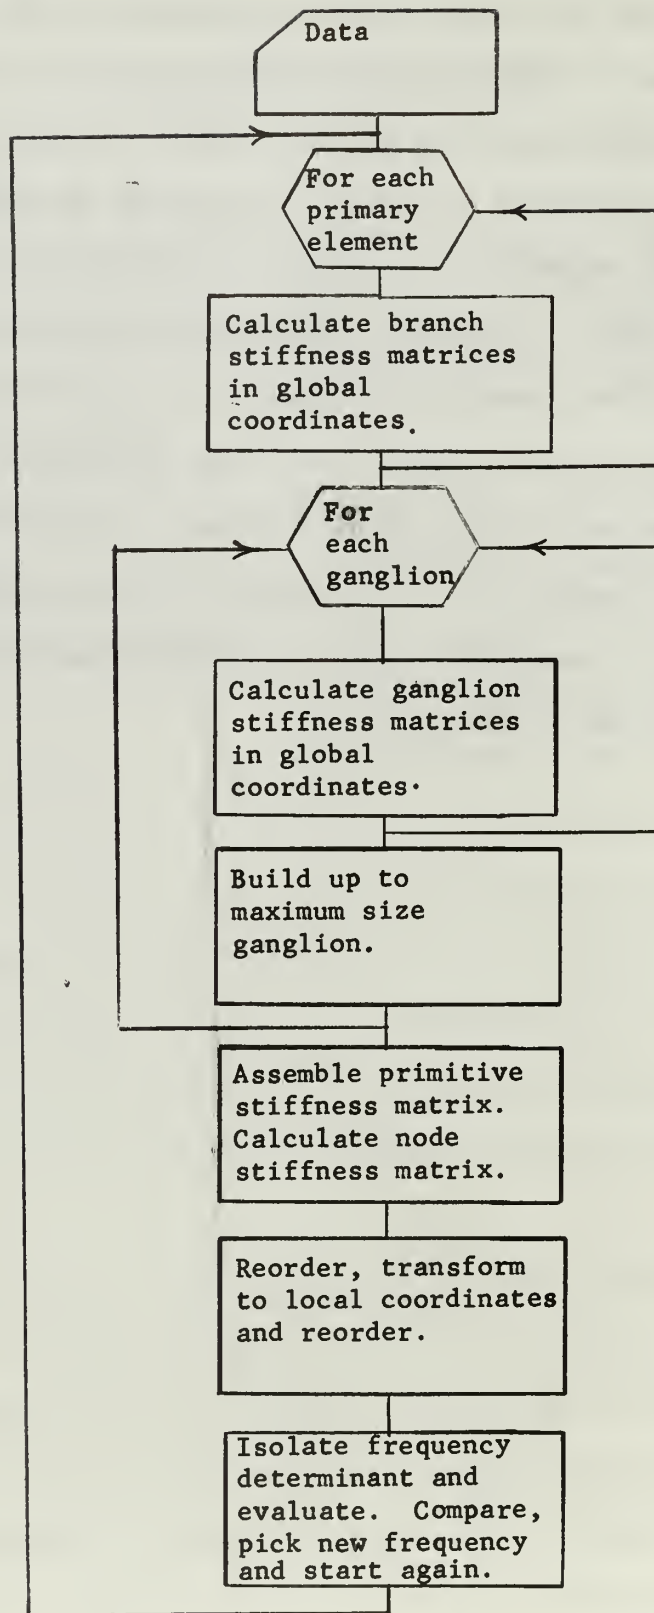 Data
For each
primary
element
Calculate branch
stiffness matrices
in global
coordinates.
For
each
ganglion
Calculate ganglion
stiffness matrices
in global
coordinates.
Build up to
maximum size
ganglion.
Assemble primitive
stiffness matrix.
Calculate node
stiffness matrix.
Reorder, transform
to local coordinates
and reorder.
Isolate frequency
determinant and
evaluate. Compare,
pick new frequency
and start again.